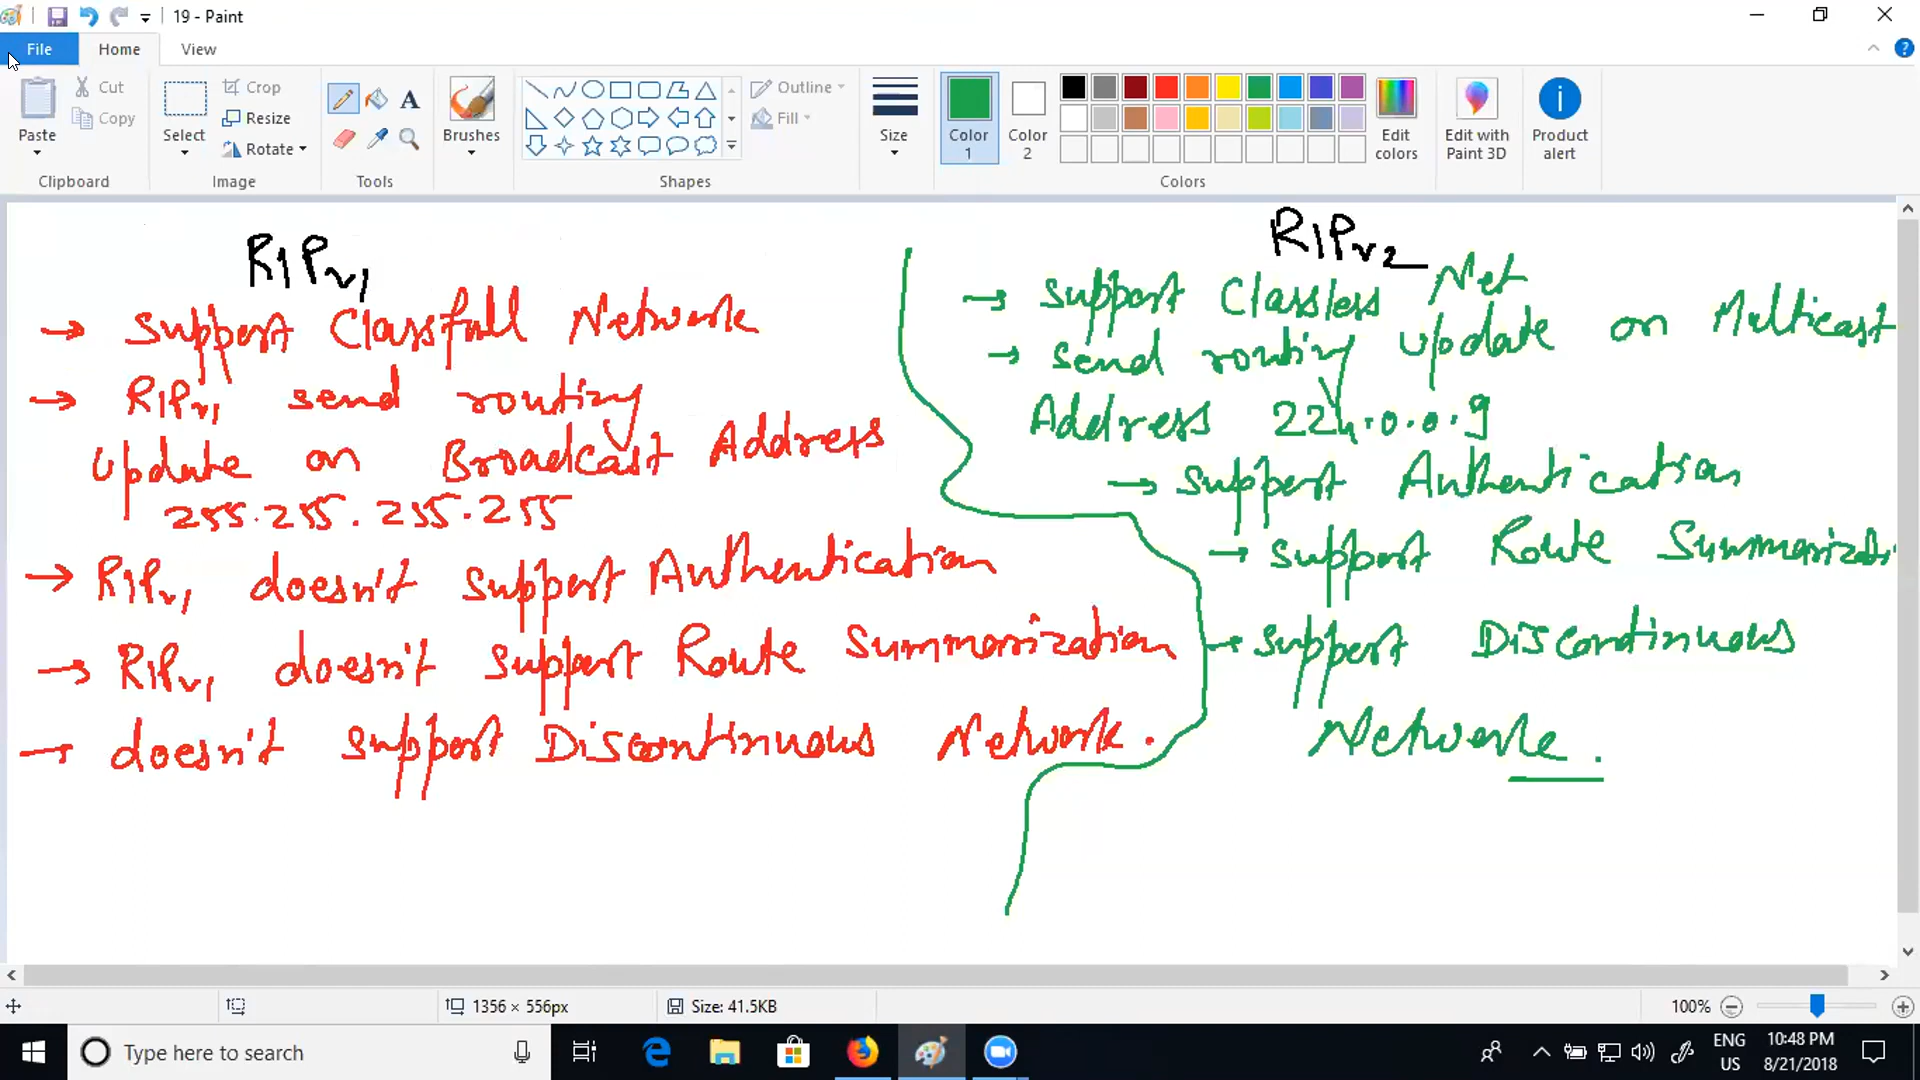 19 - Paint
File Home View
Paste
Cut
Copy
Clipboard
Select
Crop
Resize
Rotate
Image
Tools
Brushes
Shapes
Outline
Fill
Size
Color 1
Color 2
Colors
Edit colors
Edit with Paint 3D
Product alert
RIPv1
→ Support Classfull Network
→ RIPv1 send routing
update on Broadcast Address
255.255.255.255
→ RIPv1 doesn't support Authentication
→ RIPv1 doesn't support Route Summarization
→ doesn't support Discontinuous Network.
RIPv2
→ Support Classless Net
→ send routing update on Multicast
Address 224.0.0.9
→ Support Authentication
→ Support Route Summarizati
→ Support Discontinuous
Network.
1356 × 556px
Size: 41.5KB
100%
Type here to search
ENG
US
10:48 PM
8/21/2018